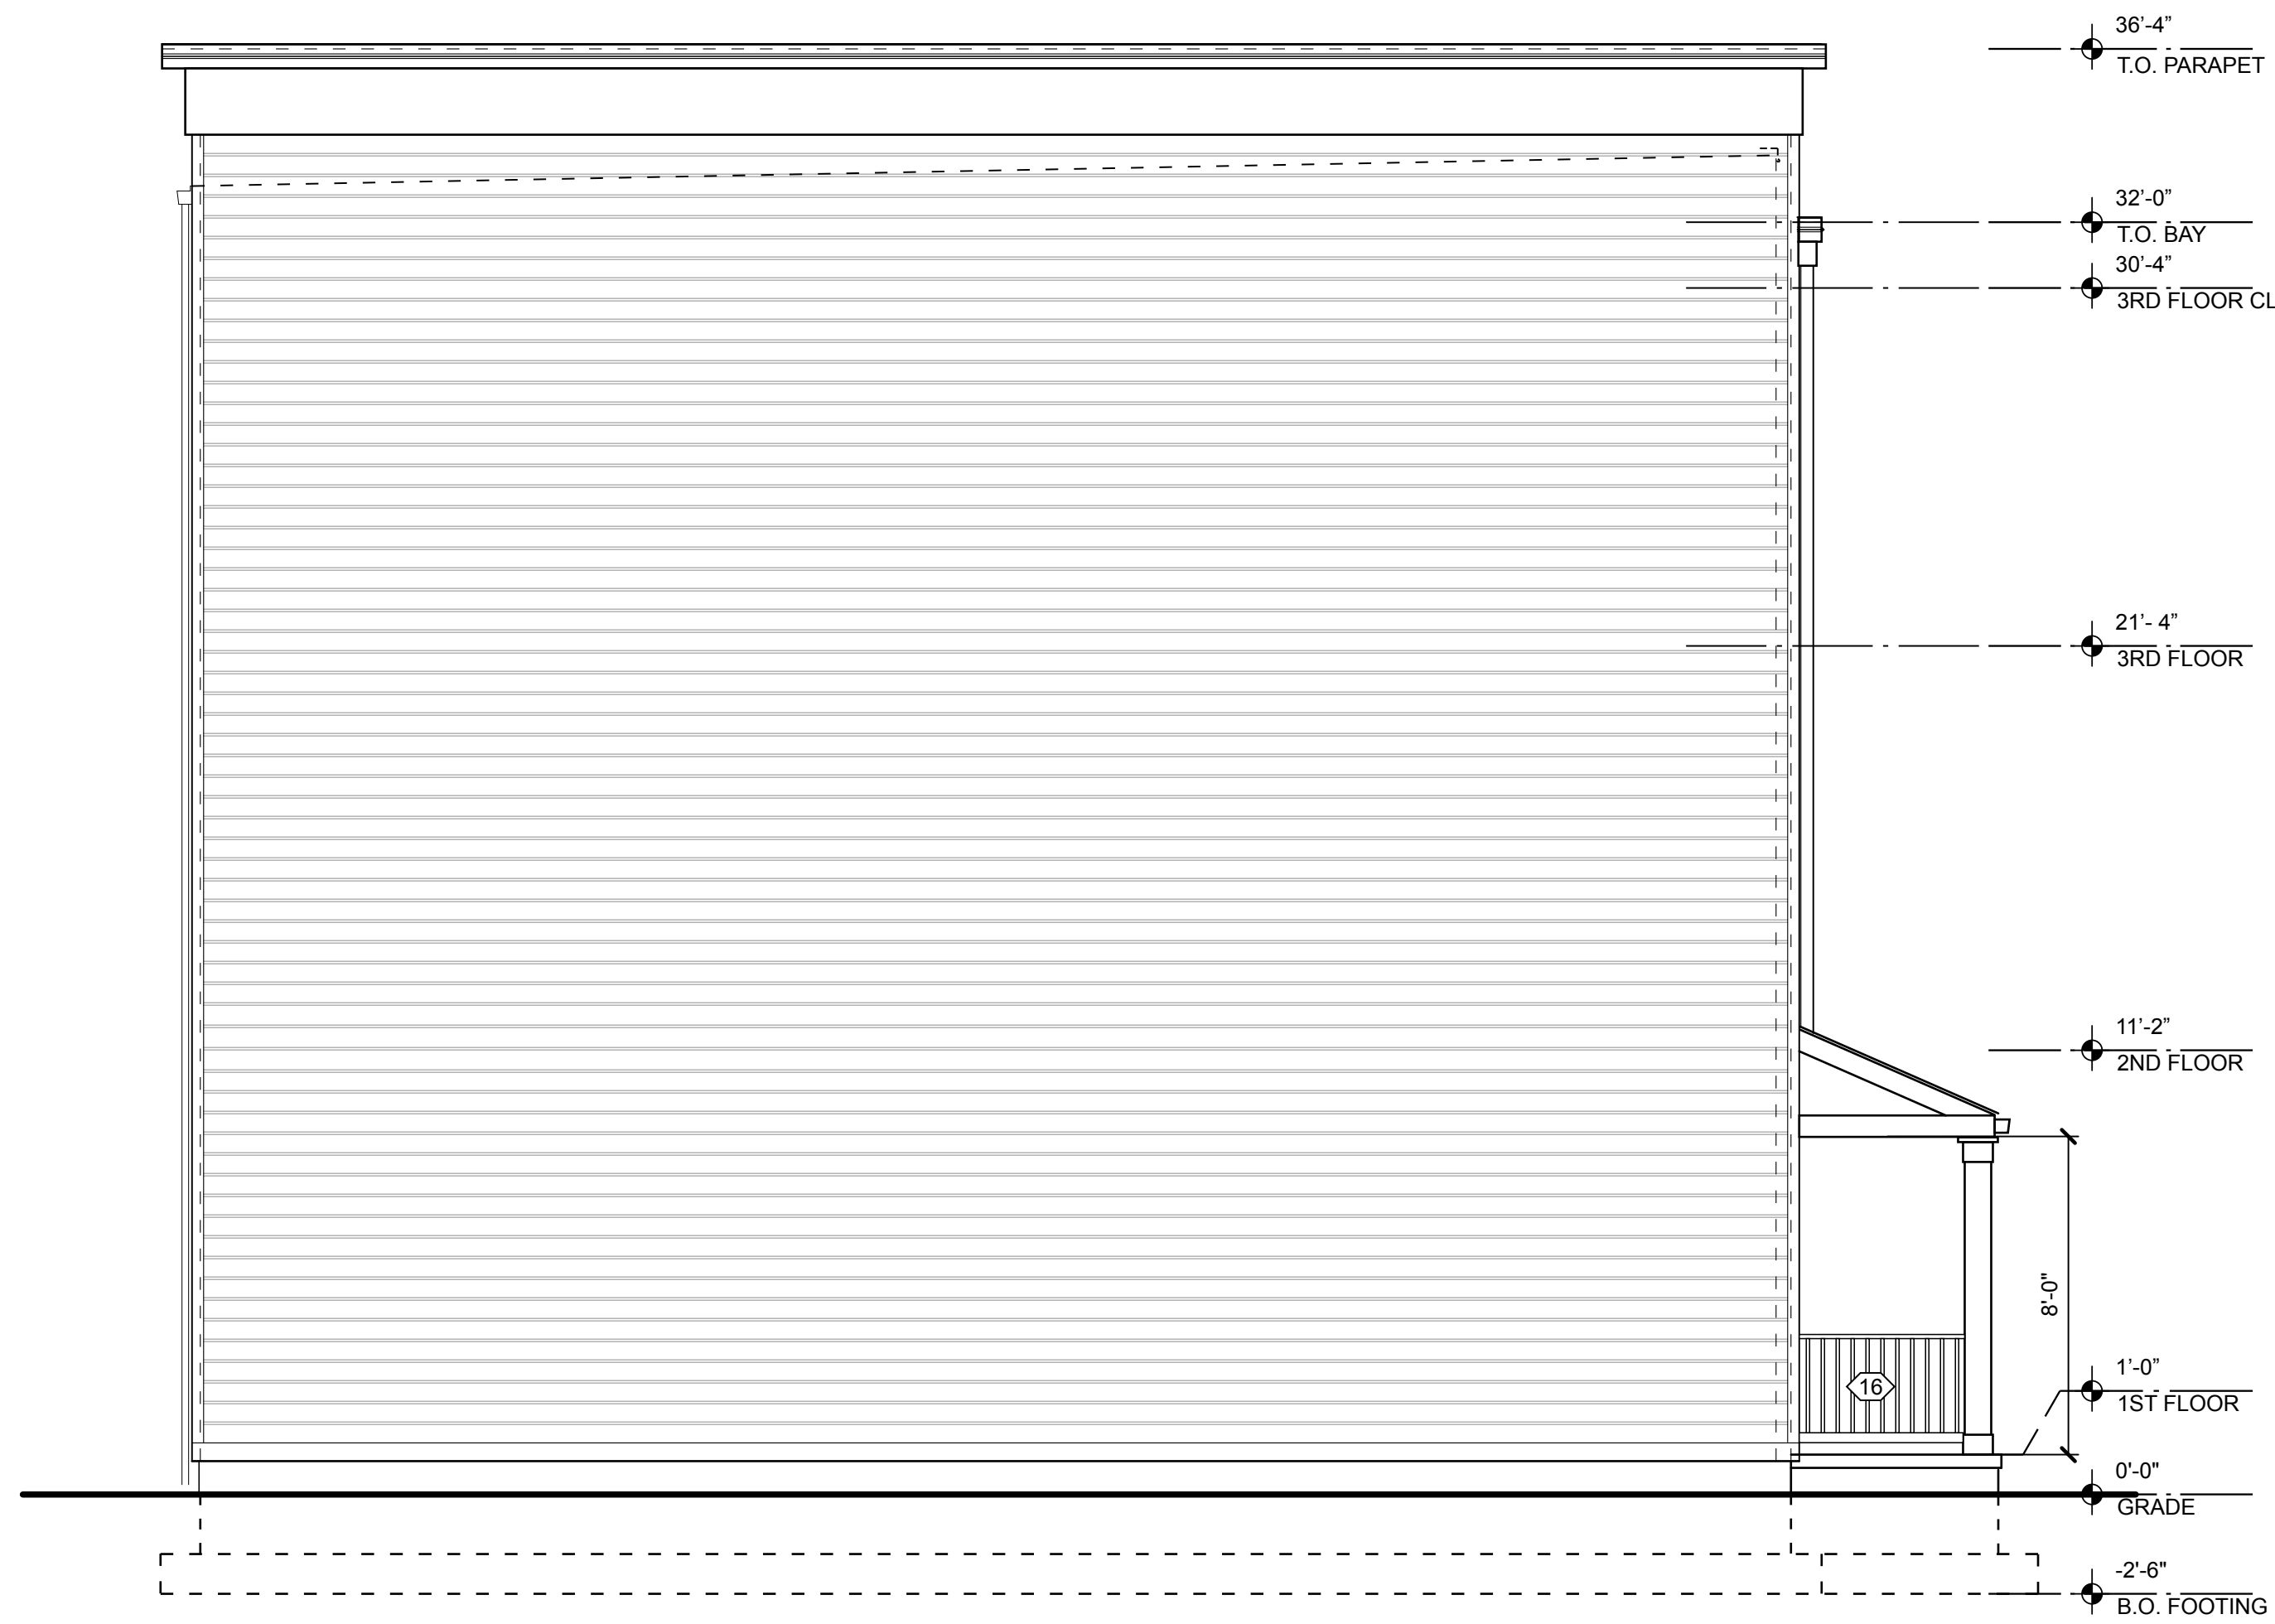 36’-4”
T.O. PARAPET
32’-0”
T.O. BAY
30’-4”
3RD FLOOR CL
21’- 4”
3RD FLOOR
11’-2”
2ND FLOOR
8'-0"
16
1’-0”
1ST FLOOR
0'-0"
GRADE
-2'-6"
B.O. FOOTING